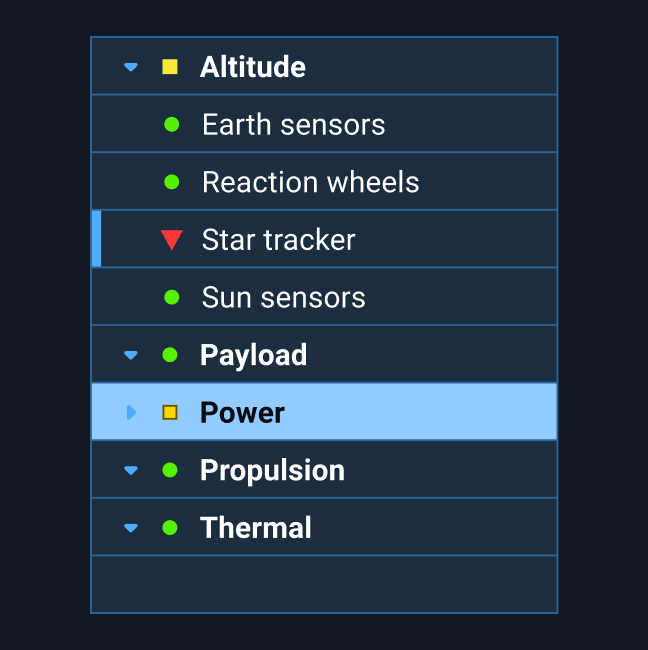 Altitude
Earth sensors
Reaction wheels
Star tracker
Sun sensors
Payload
Power
Propulsion
Thermal